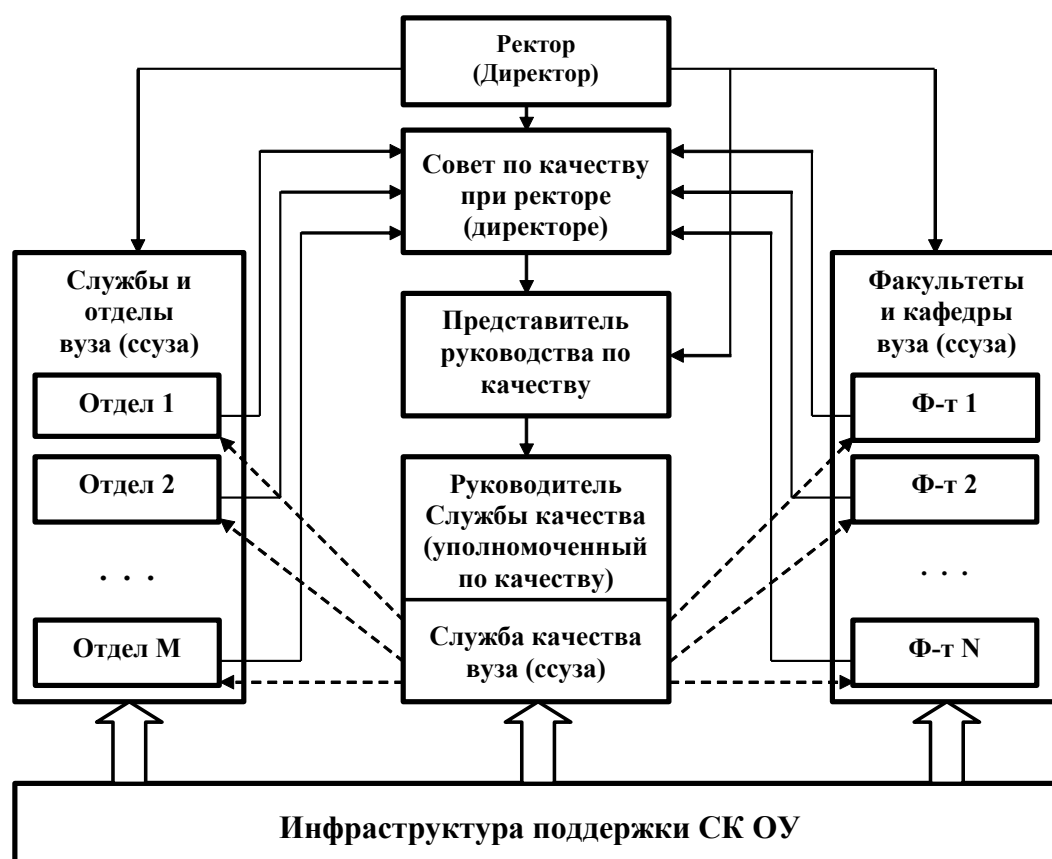 Ректор
(Директор)
Совет по качеству
при ректоре
(директоре)
Службы и
отделы
вуза (ссуза)
Отдел 1
Отдел 2
. . .
Отдел М
Представитель
руководства по
качеству
Руководитель
Службы качества
(уполномоченный
по качеству)
Служба качества
вуза (ссуза)
Факультеты
и кафедры
вуза (ссуза)
Ф-т 1
Ф-т 2
. . .
Ф-т N
Инфраструктура поддержки СК ОУ